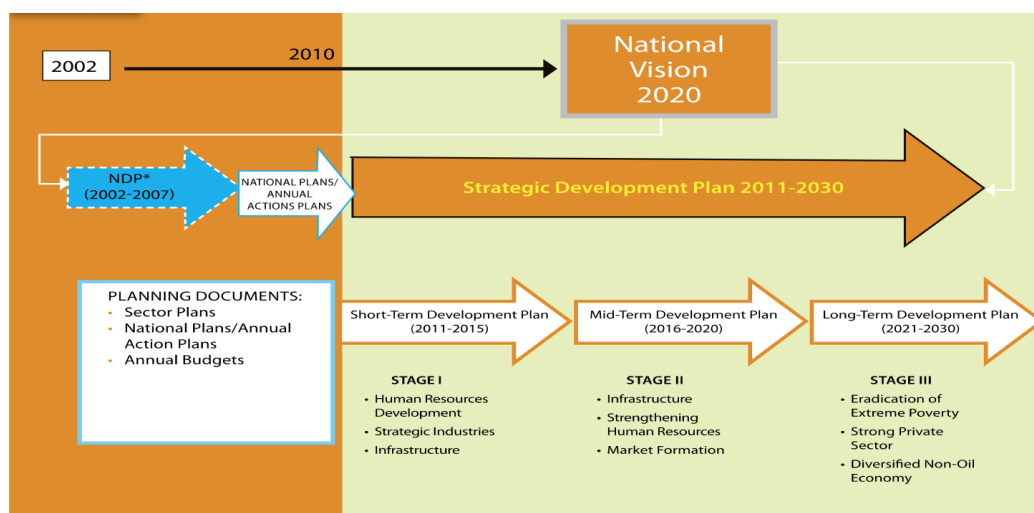 2002
2010
National
Vision
2020
NDP*
(2002-2007)
NATIONAL PLANS/
ANNUAL
ACTIONS PLANS
Strategic Development Plan 2011-2030
PLANNING DOCUMENTS:
• Sector Plans
• National Plans/Annual
Action Plans
• Annual Budgets
Short-Term Development Plan
(2011-2015)
Mid-Term Development Plan
(2016-2020)
Long-Term Development Plan
(2021-2030)
STAGE I
• Human Resources
Development
• Strategic Industries
• Infrastructure
STAGE II
• Infrastructure
• Strengthening
Human Resources
• Market Formation
STAGE III
• Eradication of
Extreme Poverty
• Strong Private
Sector
• Diversified Non-Oil
Economy